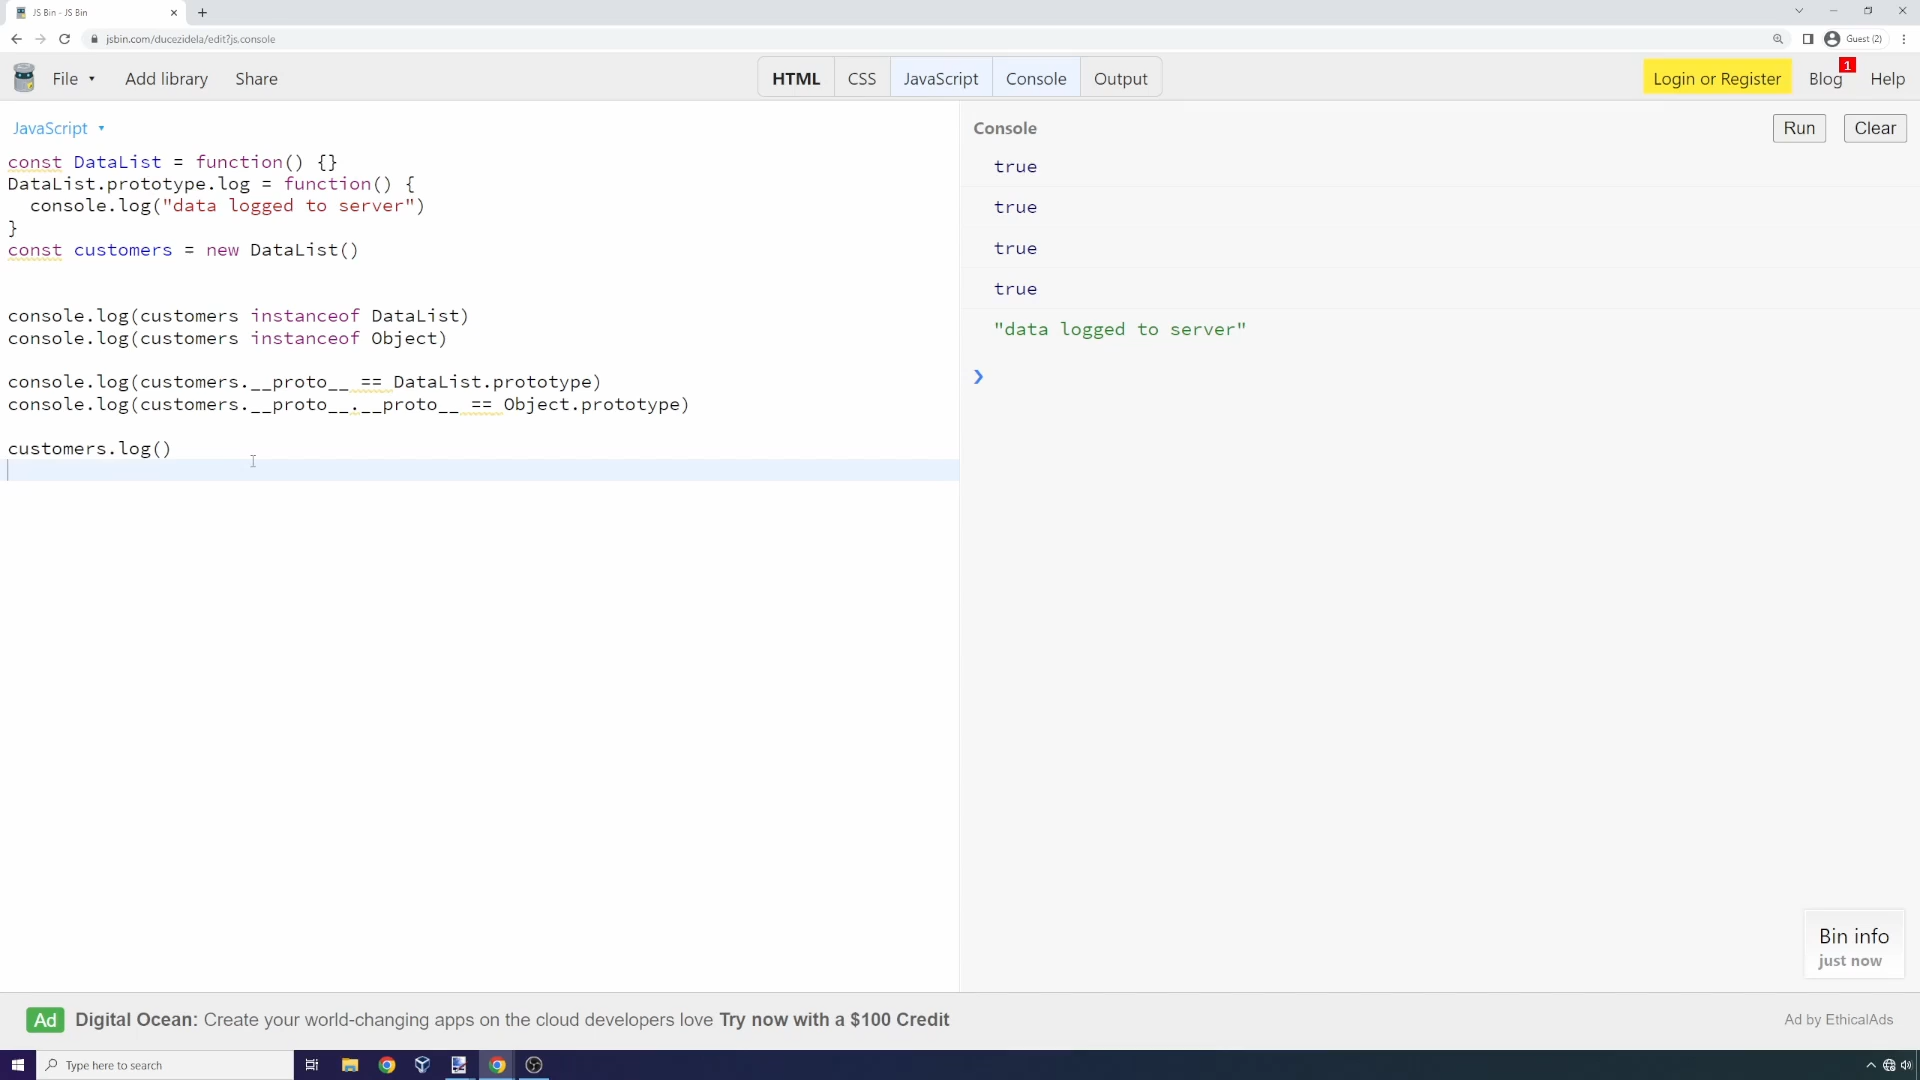 JS Bin - JS Bin
jsbin.com/ducezidela/edit?js,console
Guest (2)
File
Add library
Share
HTML
CSS
JavaScript
Console
Output
Login or Register
Blog
1
Help
JavaScript
const DataList = function() {}
DataList.prototype.log = function() {
  console.log("data logged to server")
}
const customers = new DataList()
console.log(customers instanceof DataList)
console.log(customers instanceof Object)
console.log(customers.__proto__ == DataList.prototype)
console.log(customers.__proto__.__proto__ == Object.prototype)
customers.log()
Console
Run
Clear
true
true
true
true
"data logged to server"
Bin info
just now
Ad Digital Ocean: Create your world-changing apps on the cloud developers love Try now with a $100 Credit
Ad by EthicalAds
Type here to search